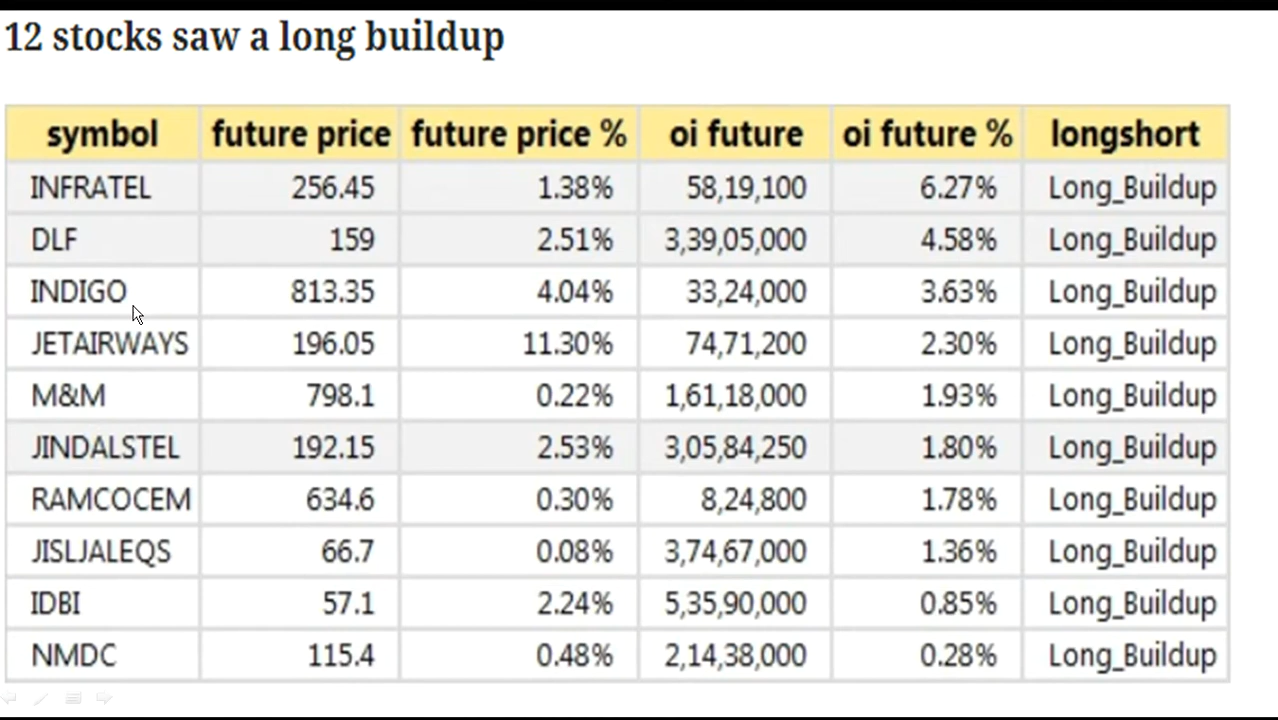 12 stocks saw a long buildup
symbol future price future price % oi future oi future % longshort
INFRATEL 256.45 1.38% 58,19,100 6.27% Long_Buildup
DLF 159 2.51% 3,39,05,000 4.58% Long_Buildup
INDIGO 813.35 4.04% 33,24,000 3.63% Long_Buildup
JETAIRWAYS 196.05 11.30% 74,71,200 2.30% Long_Buildup
M&M 798.1 0.22% 1,61,18,000 1.93% Long_Buildup
JINDALSTEL 192.15 2.53% 3,05,84,250 1.80% Long_Buildup
RAMCOCEM 634.6 0.30% 8,24,800 1.78% Long_Buildup
JISLJALEQS 66.7 0.08% 3,74,67,000 1.36% Long_Buildup
IDBI 57.1 2.24% 5,35,90,000 0.85% Long_Buildup
NMDC 115.4 0.48% 2,14,38,000 0.28% Long_Buildup